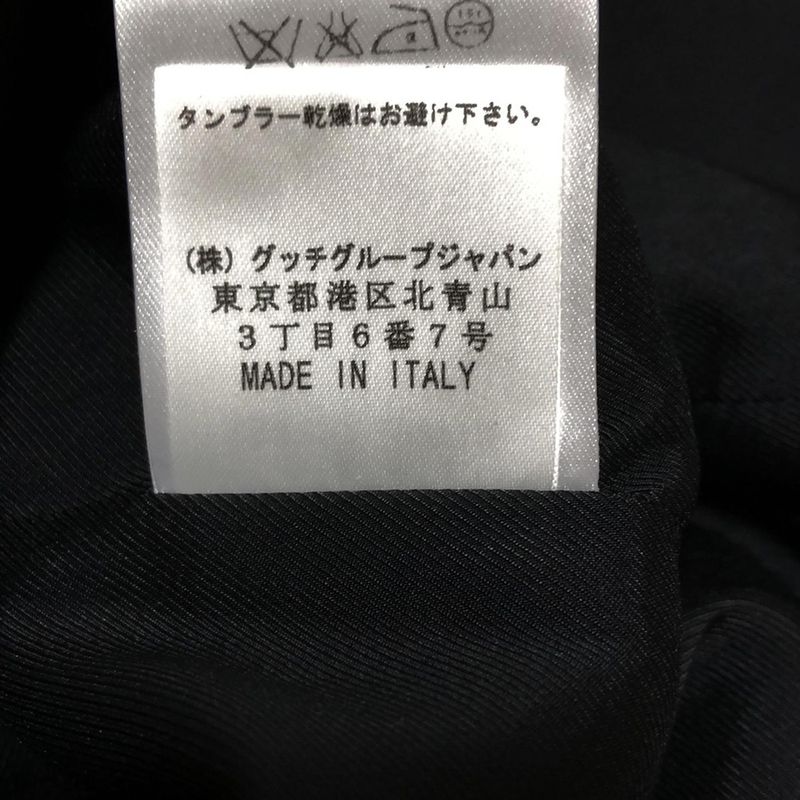 タンブラー乾燥はお避け下さい。
(株)グッチグループジャパン
東京都港区北青山
3丁目6番7号
MADE IN ITALY